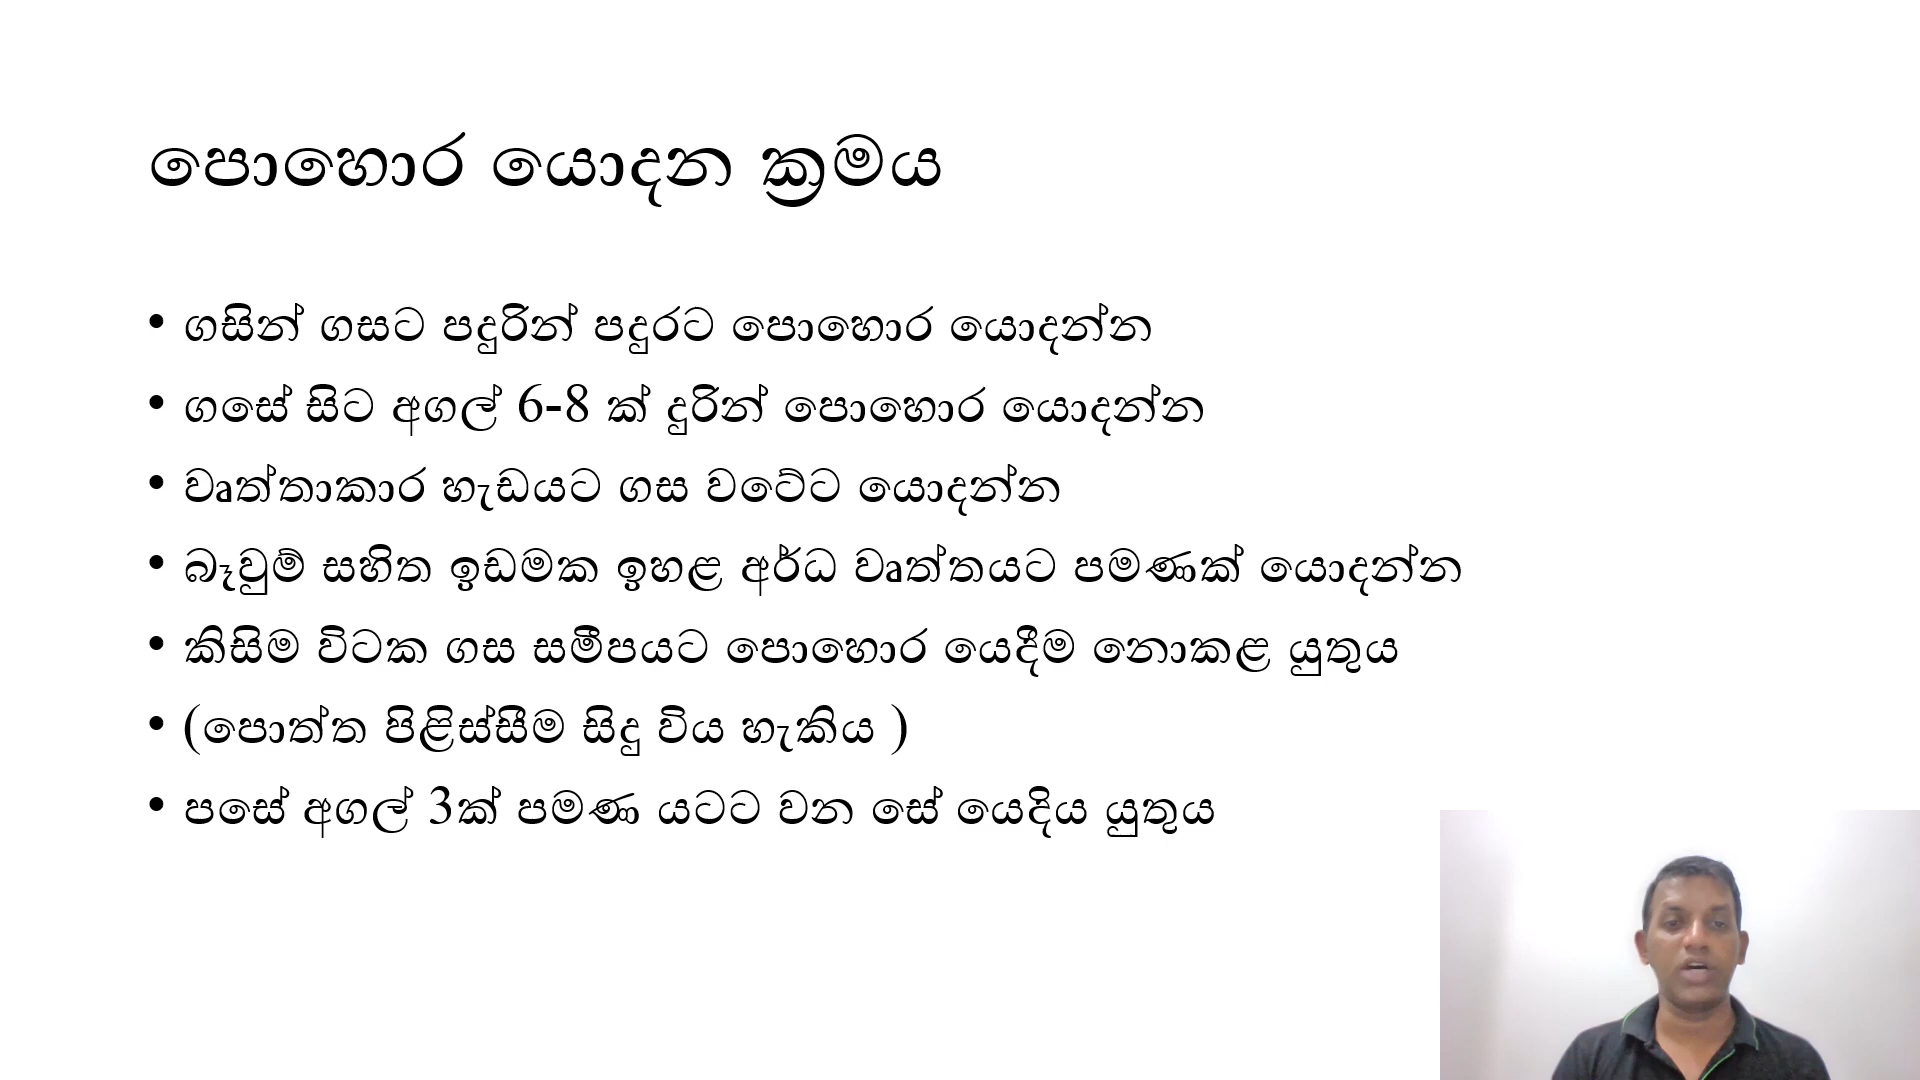 පොහොර යොදන ක්‍රමය
• ගසින් ගසට පදුරින් පදුරට පොහොර යොදන්න
• ගසේ සිට අගල් 6-8 ක් දුරින් පොහොර යොදන්න
• වෘත්තාකාර හැඩයට ගස වටේට යොදන්න
• බෑවුම් සහිත ඉඩමක ඉහළ අර්ධ වෘත්තයට පමණක් යොදන්න
• කිසිම විටක ගස සමීපයට පොහොර යෙදීම නොකළ යුතුය
• (පොත්ත පිළිස්සීම සිදු විය හැකිය )
• පසේ අගල් 3ක් පමණ යටට වන සේ යෙදිය යුතුය